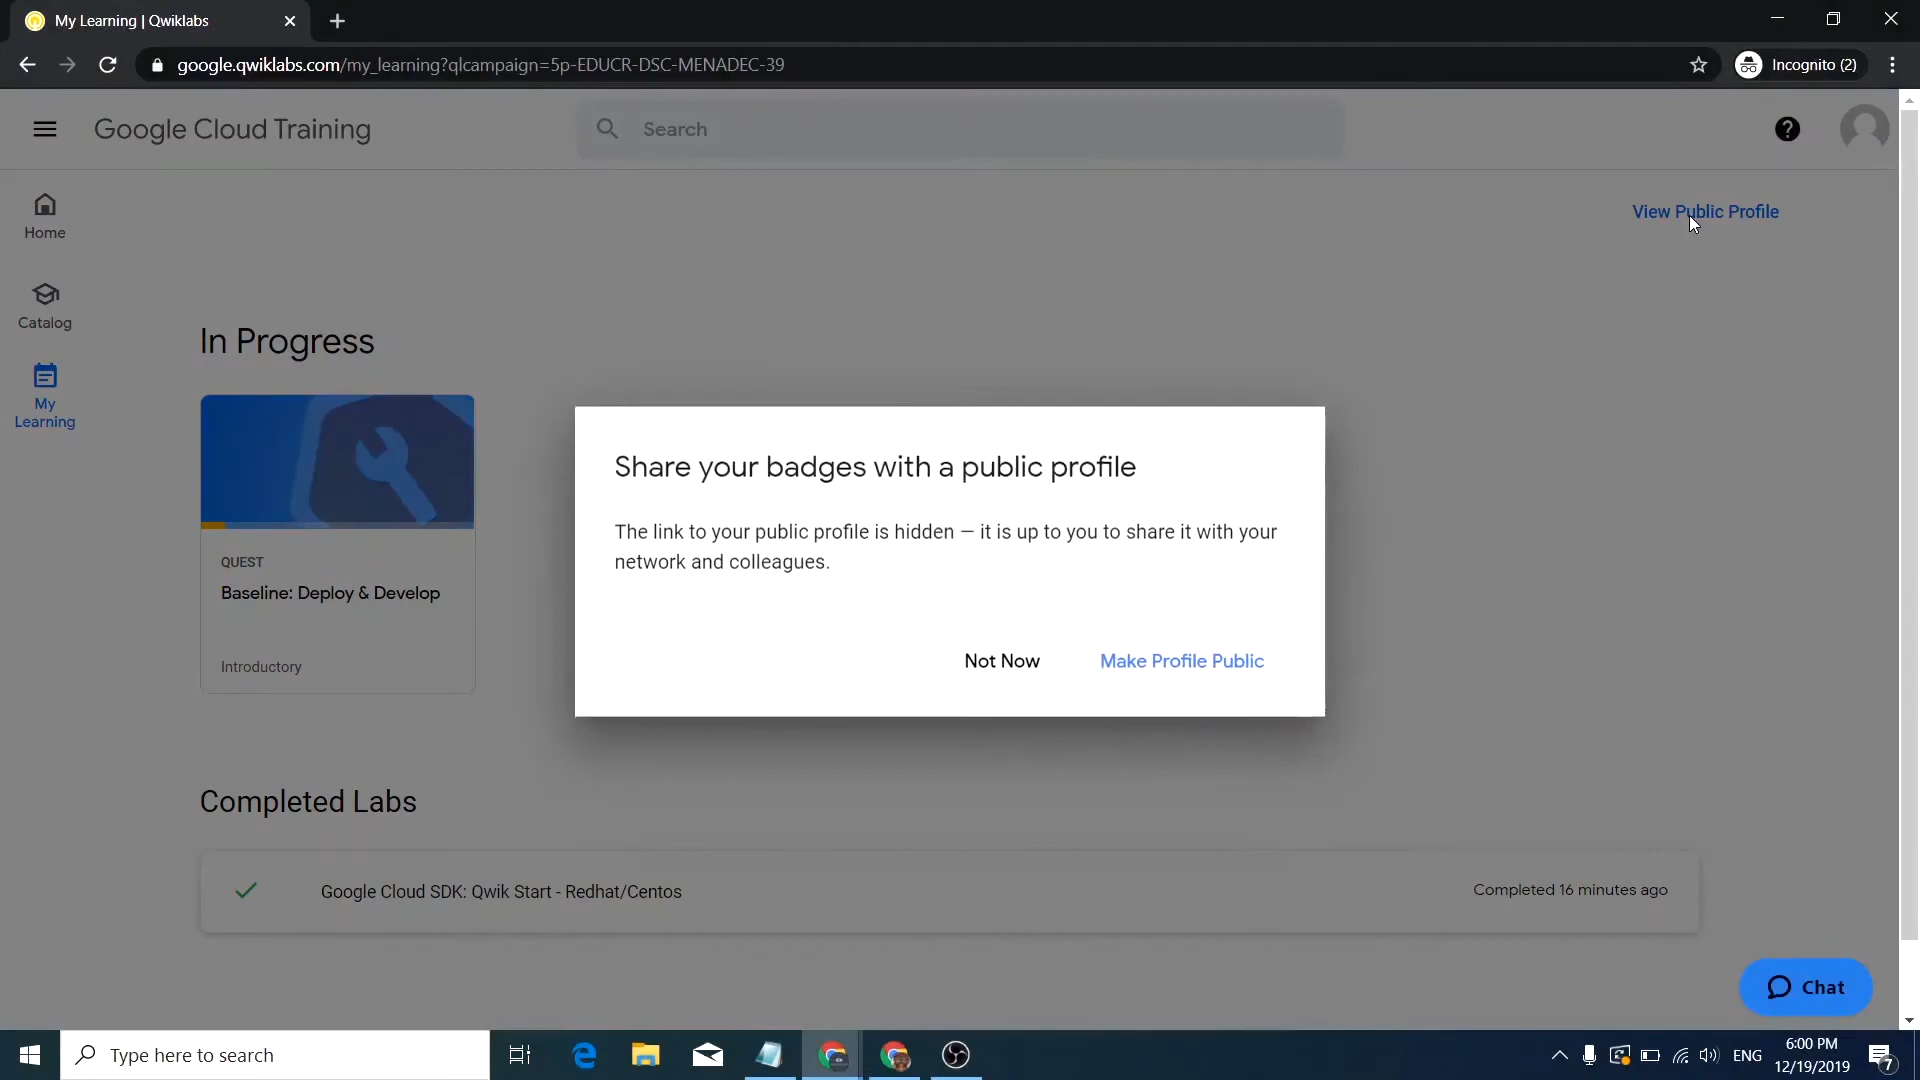 My Learning | Qwiklabs
google.qwiklabs.com/my_learning?qlcampaign=5p-EDUCR-DSC-MENADEC-39
Incognito (2)
Google Cloud Training
Search
Home
View Public Profile
Catalog
My
Learning
In Progress
QUEST
Baseline: Deploy & Develop
Introductory
Share your badges with a public profile
The link to your public profile is hidden — it is up to you to share it with your
network and colleagues.
Not Now
Make Profile Public
Completed Labs
Google Cloud SDK: Qwik Start - Redhat/Centos
Completed 16 minutes ago
Chat
Type here to search
ENG
6:00 PM
12/19/2019
7